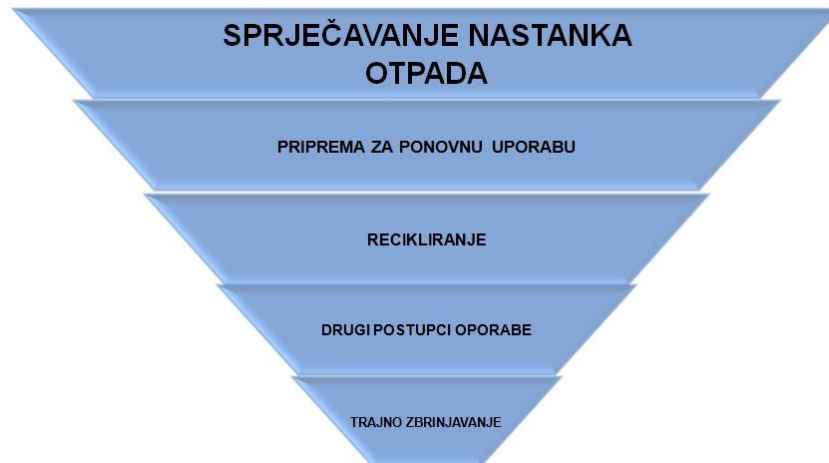 SPRJEČAVANJE NASTANKA
OTPADA
PRIPREMA ZA PONOVNU UPORABU
RECIKLIRANJE
DRUGI POSTUPCI OPORABE
TRAJNO ZBRINJAVANJE